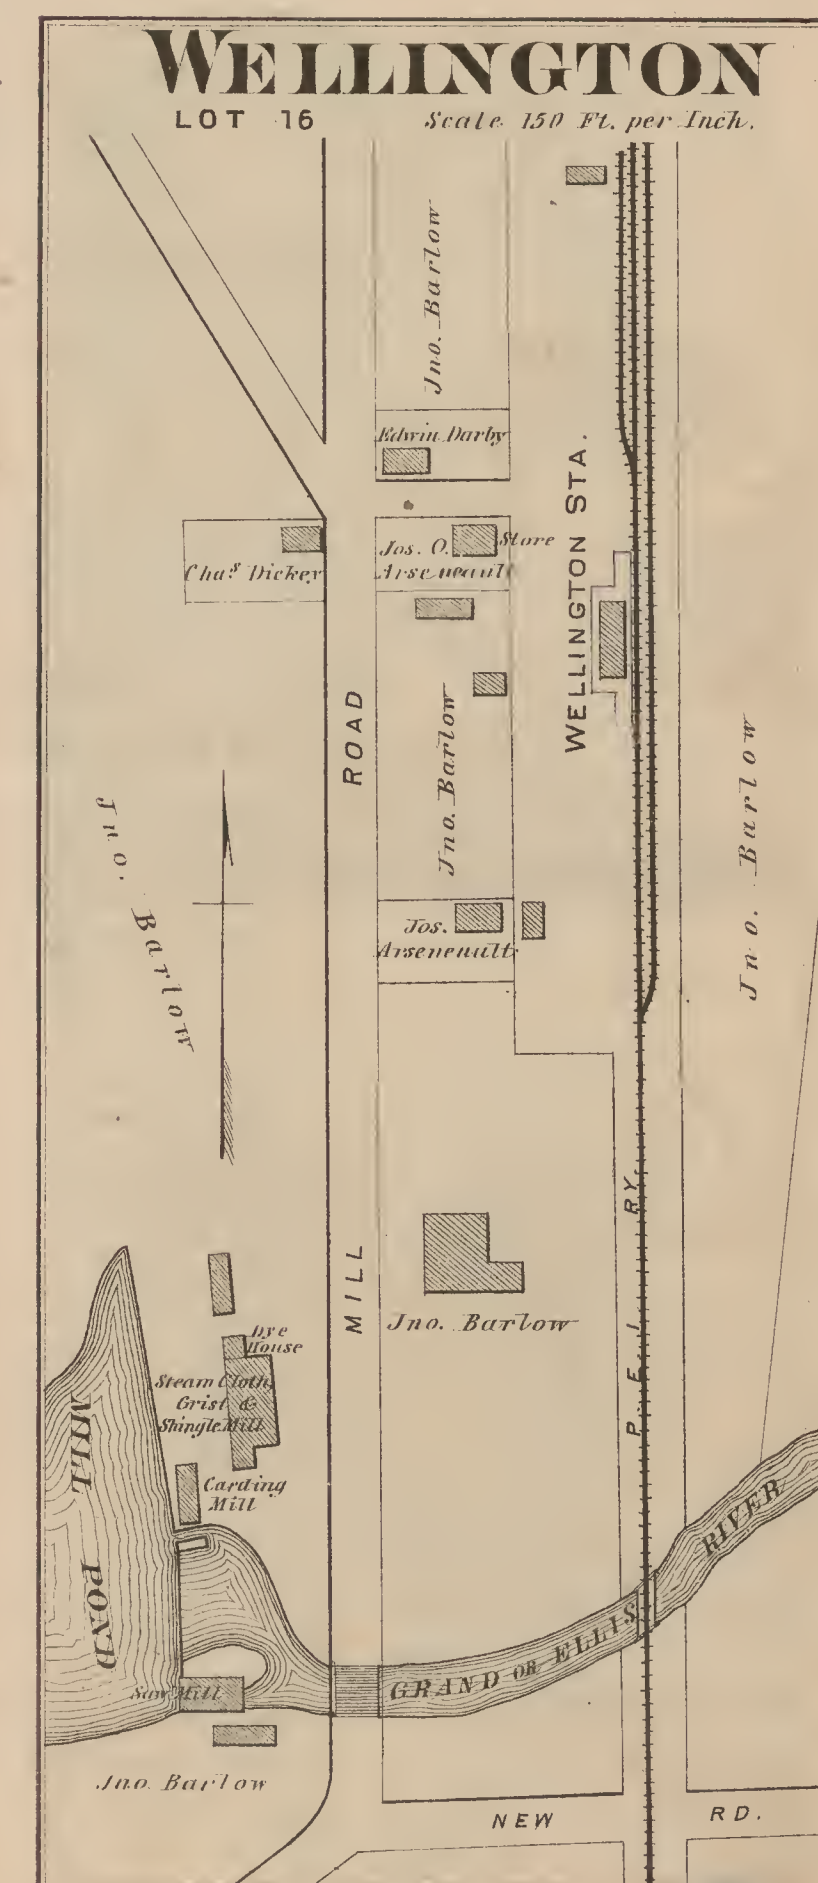 WELLINGTON
LOT 16
Scale 150 Ft. per Inch.
Jno. Barlow
Edwin Darby
WELLINGTON STA.
Jos. O. Arseneault
Store
Chas Dickey
ROAD
Jno. Barlow
Jno. Barlow
Jno. Barlow
Jos. Arseneault
MILL
Jno. Barlow
P. E. I. RY.
Dye House
Steam Cloth,
Grist &
Shingle Mill
Carding
Mill
MILL POND
RIVER
GRAND OR ELLIS
Saw Mill
Jno. Barlow
NEW RD.